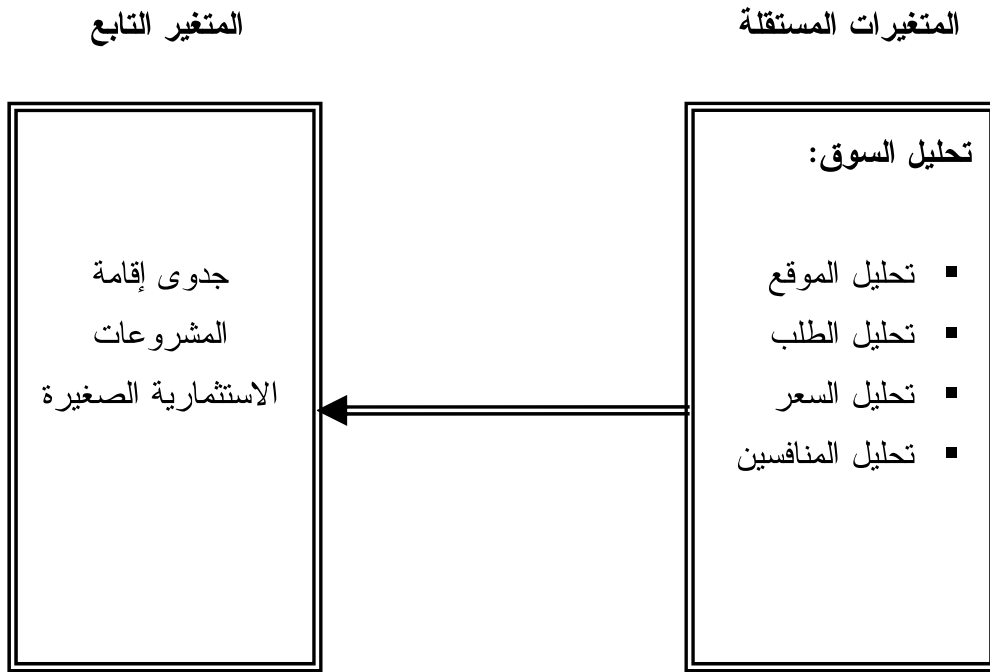 المتغيرات المستقلة
المتغير التابع
تحليل السوق:
▪ تحليل الموقع
▪ تحليل الطلب
▪ تحليل السعر
▪ تحليل المنافسين
جدوى إقامة
المشروعات
الاستثمارية الصغيرة